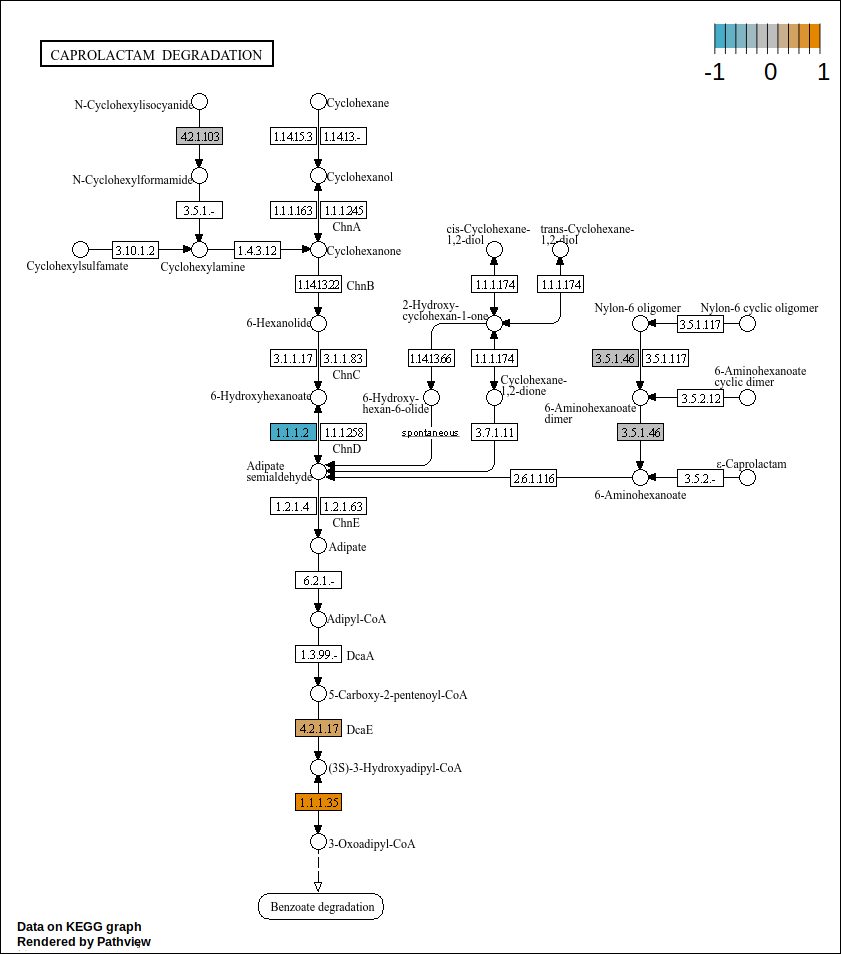 CAPROLACTAM DEGRADATION
-1 0 1
N-Cyclohexylisocyanide
Cyclohexane
4.2.1.103
1.14.15.3
1.14.13.-
N-Cyclohexylformamide
Cyclohexanol
3.5.1.-
1.1.1.163
1.1.1.245
ChnA
cis-Cyclohexane-
1,2-diol
trans-Cyclohexane-
1,2-diol
3.10.1.2
1.4.3.12
Cyclohexanone
Cyclohexylsulfamate
Cyclohexylamine
1.14.13.22
ChnB
1.1.1.174
1.1.1.174
2-Hydroxy-
cyclohexan-1-one
Nylon-6 oligomer
Nylon-6 cyclic oligomer
6-Hexanolide
3.5.1.117
3.1.1.17
3.1.1.83
ChnC
1.14.13.66
1.1.1.174
3.5.1.46
3.5.1.117
Cyclohexane-
1,2-dione
6-Aminohexanoate
cyclic dimer
6-Hydroxyhexanoate
6-Hydroxy-
hexan-6-olide
6-Aminohexanoate
dimer
3.5.2.12
1.1.1.2
1.1.1.258
ChnD
spontaneous
3.7.1.11
3.5.1.46
Adipate
semialdehyde
ε-Caprolactam
2.6.1.116
3.5.2.-
6-Aminohexanoate
1.2.1.4
1.2.1.63
ChnE
Adipate
6.2.1.-
Adipyl-CoA
1.3.99.-
DcaA
5-Carboxy-2-pentenoyl-CoA
4.2.1.17
DcaE
(3S)-3-Hydroxyadipyl-CoA
1.1.1.35
3-Oxoadipyl-CoA
Benzoate degradation
Data on KEGG graph
Rendered by Pathview